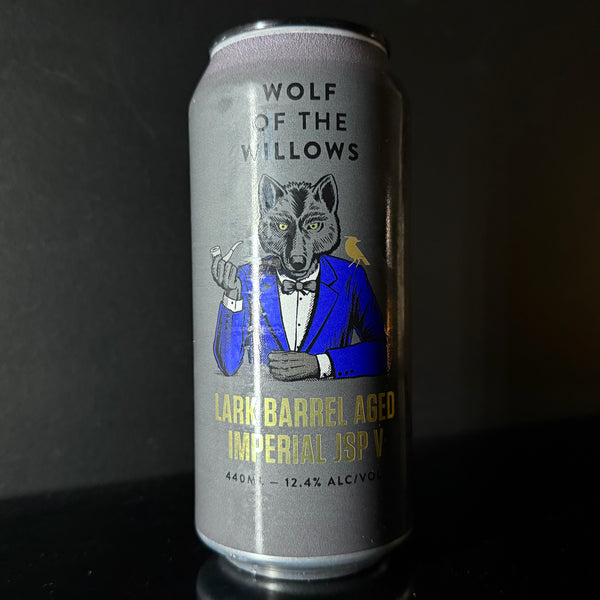 WOLF
OF THE
WILLOWS
LARK BARREL AGED
IMPERIAL JSP V
440ML — 12.4% ALC/VOL